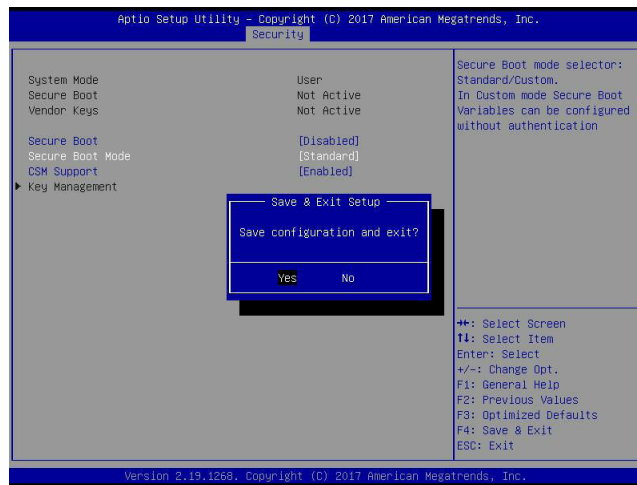 Aptio Setup Utility – Copyright (C) 2017 American Megatrends, Inc.
Security
System Mode User
Secure Boot Not Active
Vendor Keys Not Active
Secure Boot [Disabled]
Secure Boot Mode [Standard]
CSM Support [Enabled]
Key Management
Save & Exit Setup
Save configuration and exit?
Yes No
Secure Boot mode selector:
Standard/Custom.
In Custom mode Secure Boot
Variables can be configured
without authentication
→←: Select Screen
↑↓: Select Item
Enter: Select
+/-: Change Opt.
F1: General Help
F2: Previous Values
F3: Optimized Defaults
F4: Save & Exit
ESC: Exit
Version 2.19.1268. Copyright (C) 2017 American Megatrends, Inc.